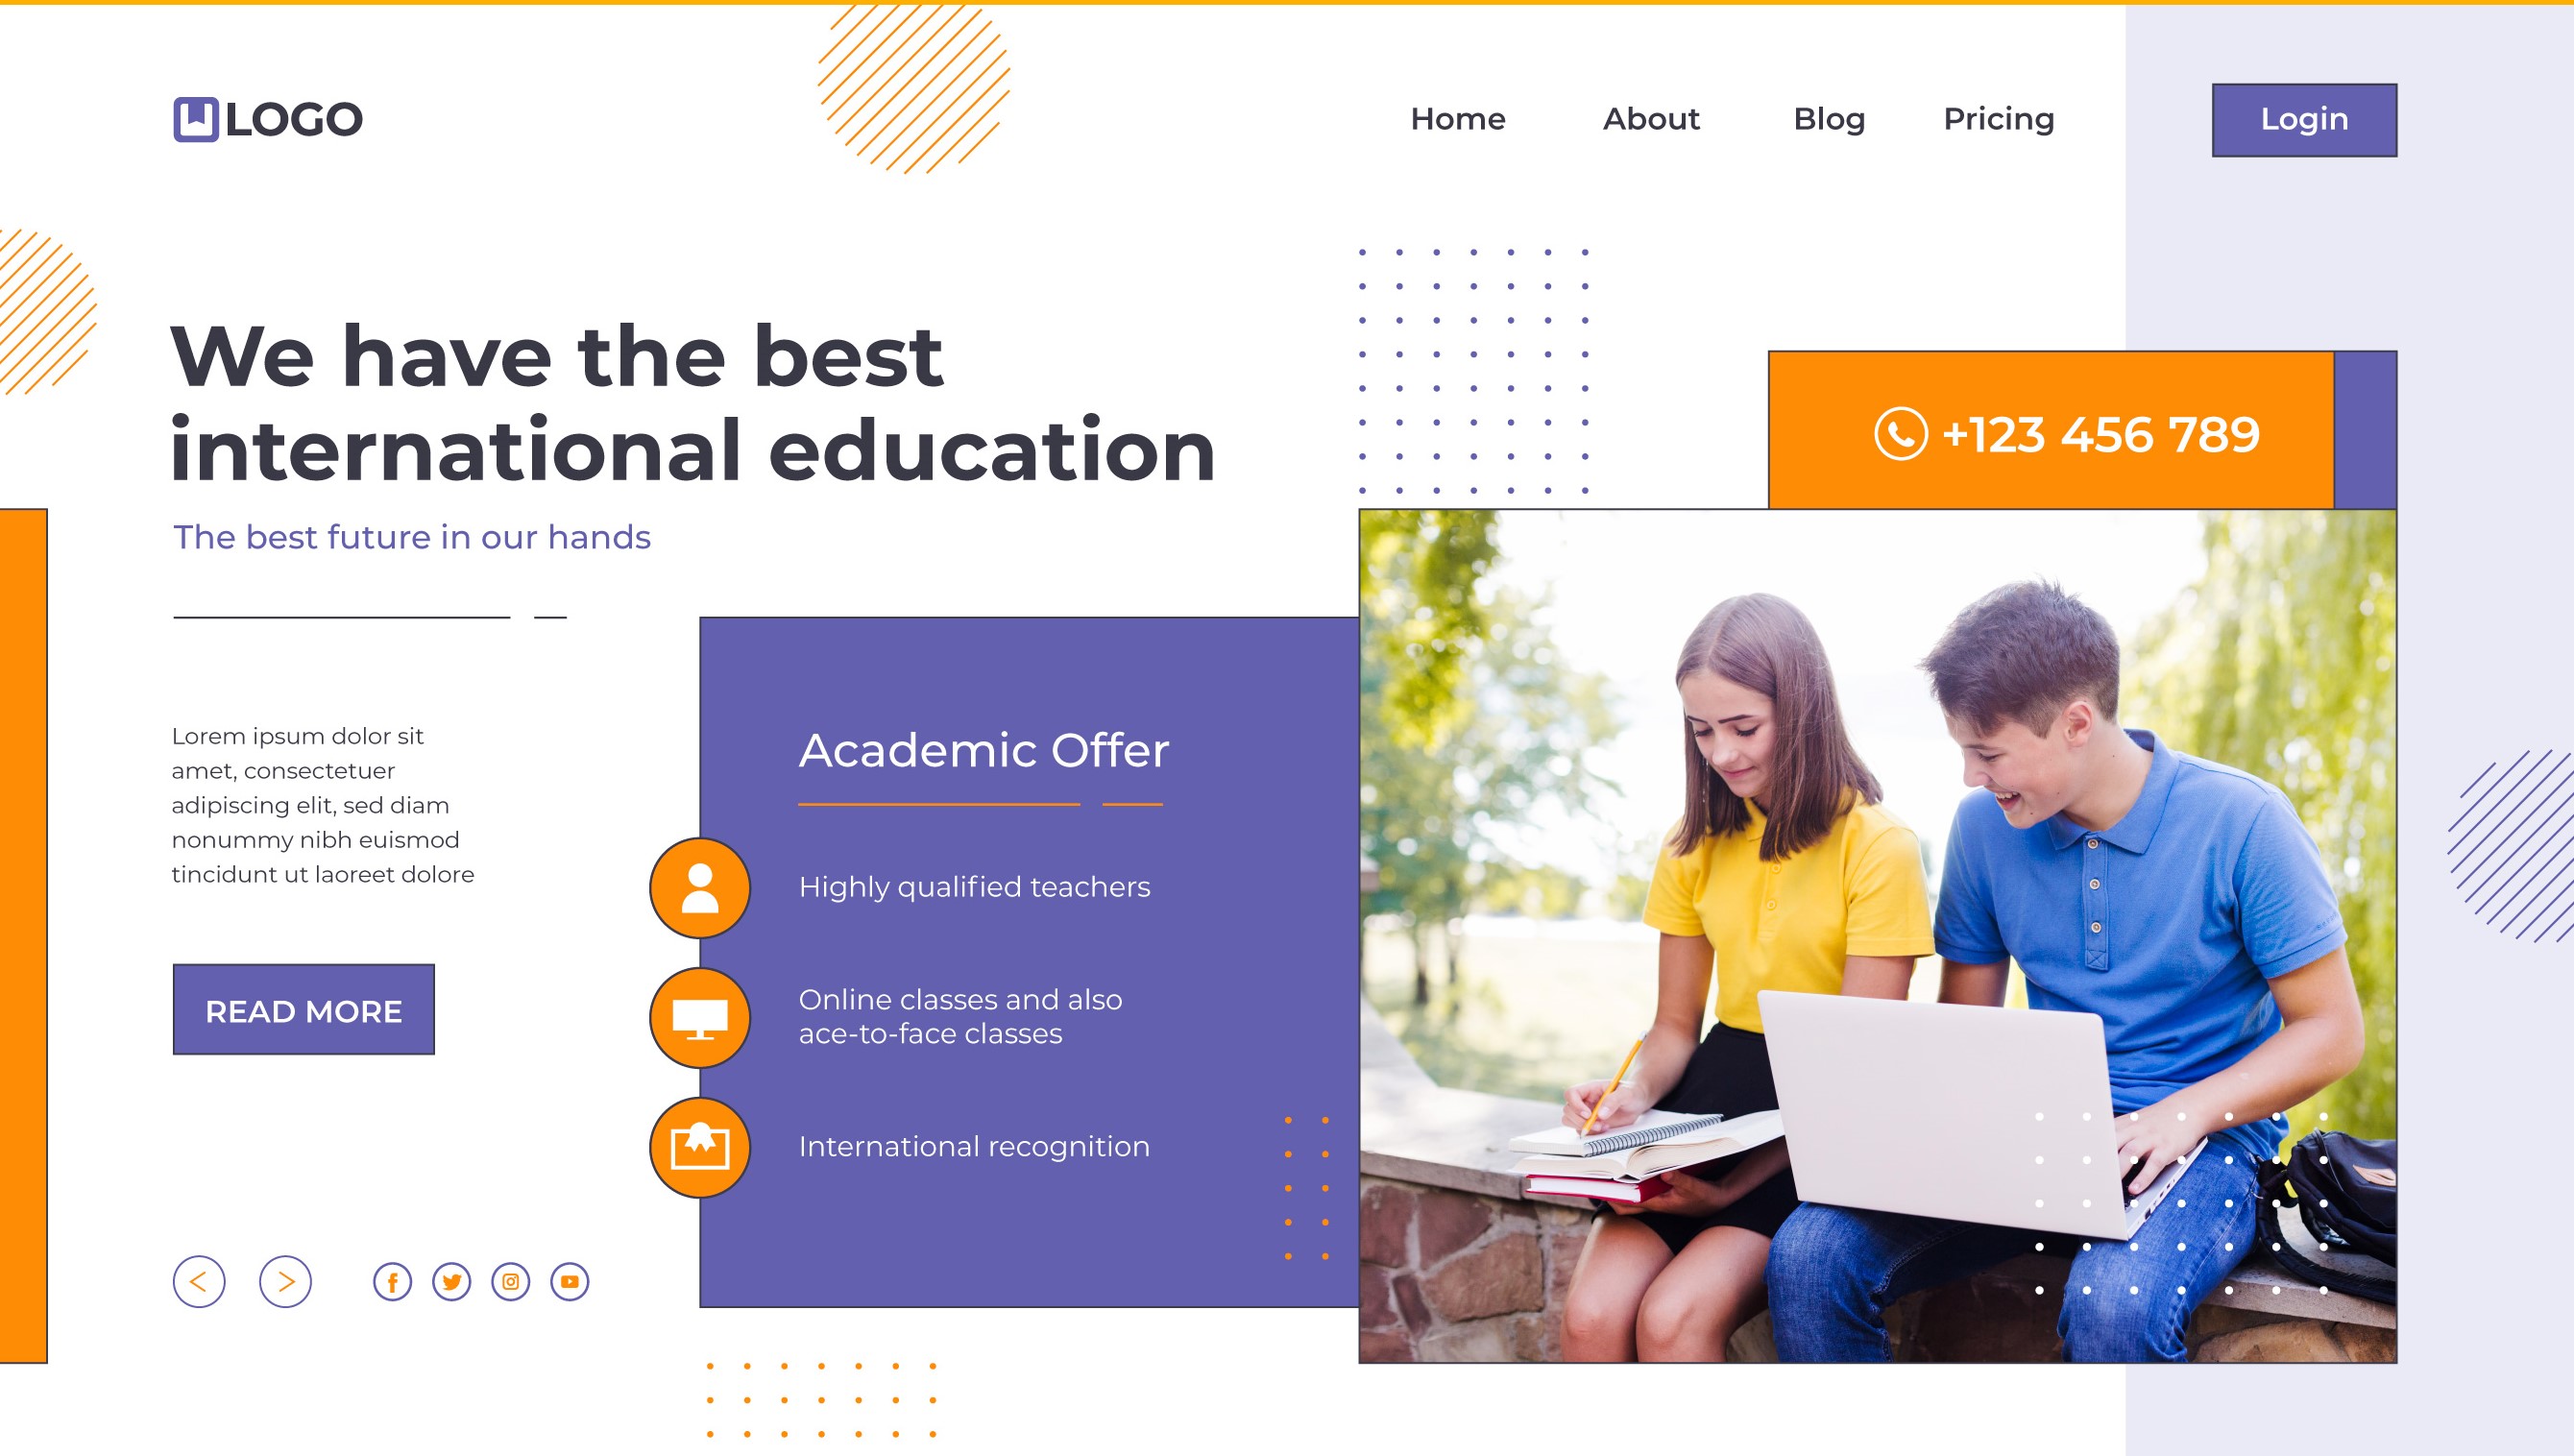 LOGO
Home
About
Blog
Pricing
Login
We have the best
international education
The best future in our hands
+123 456 789
Lorem ipsum dolor sit
amet, consectetuer
adipiscing elit, sed diam
nonummy nibh euismod
tincidunt ut laoreet dolore
READ MORE
Academic Offer
Highly qualified teachers
Online classes and also
ace-to-face classes
International recognition